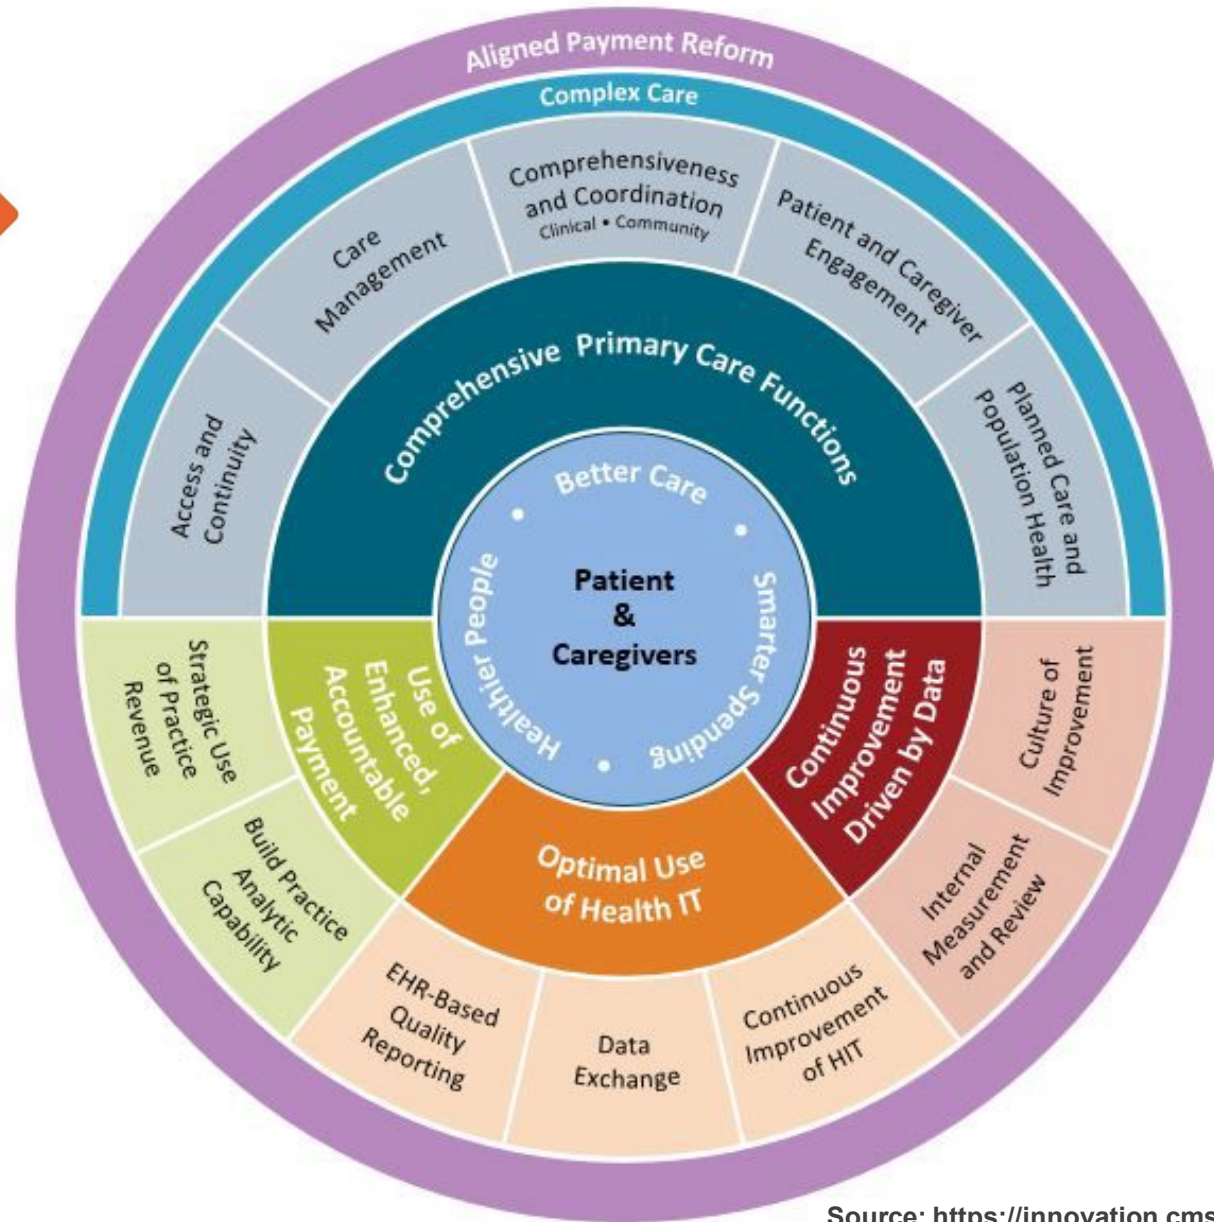 Aligned Payment Reform
Complex Care
Access and
Continuity
Care
Management
Comprehensiveness
and Coordination
Clinical • Community
Patient and Caregiver
Engagement
Planned Care and
Population Health
Comprehensive Primary Care Functions
Better Care
•
Smarter Spending
•
Healthier People
•
Patient
&
Caregivers
Use of
Enhanced,
Accountable
Payment
Strategic Use
of Practice
Revenue
Build Practice
Analytic
Capability
Optimal Use
of Health IT
EHR-Based
Quality
Reporting
Data
Exchange
Continuous
Improvement
of HIT
Continuous
Improvement
Driven by Data
Culture of
Improvement
Internal
Measurement
and Review
Source: https://innovation.cms